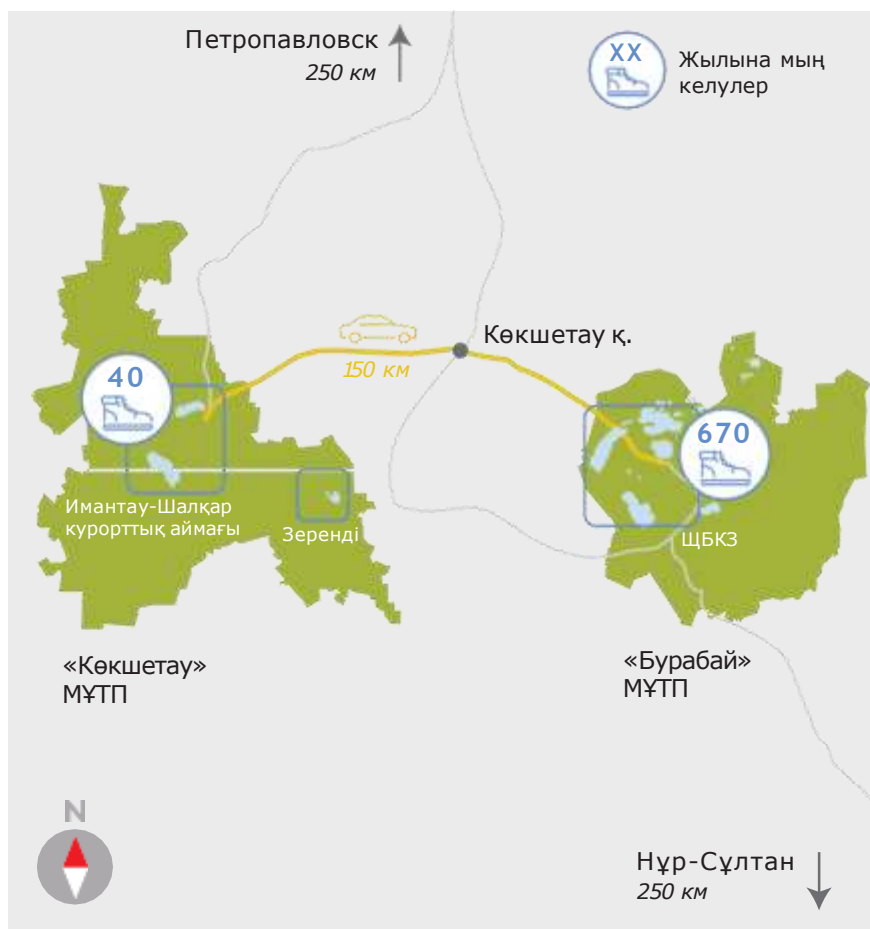 Петропавловск
250 км
XX
Жылына мың
келулер
Көкшетау қ.
150 км
40
670
Имантау-Шалқар
курорттық аймағы
Зеренді
ЩБКЗ
«Көкшетау»
МҰТП
«Бурабай»
МҰТП
N
Нұр-Сұлтан
250 км